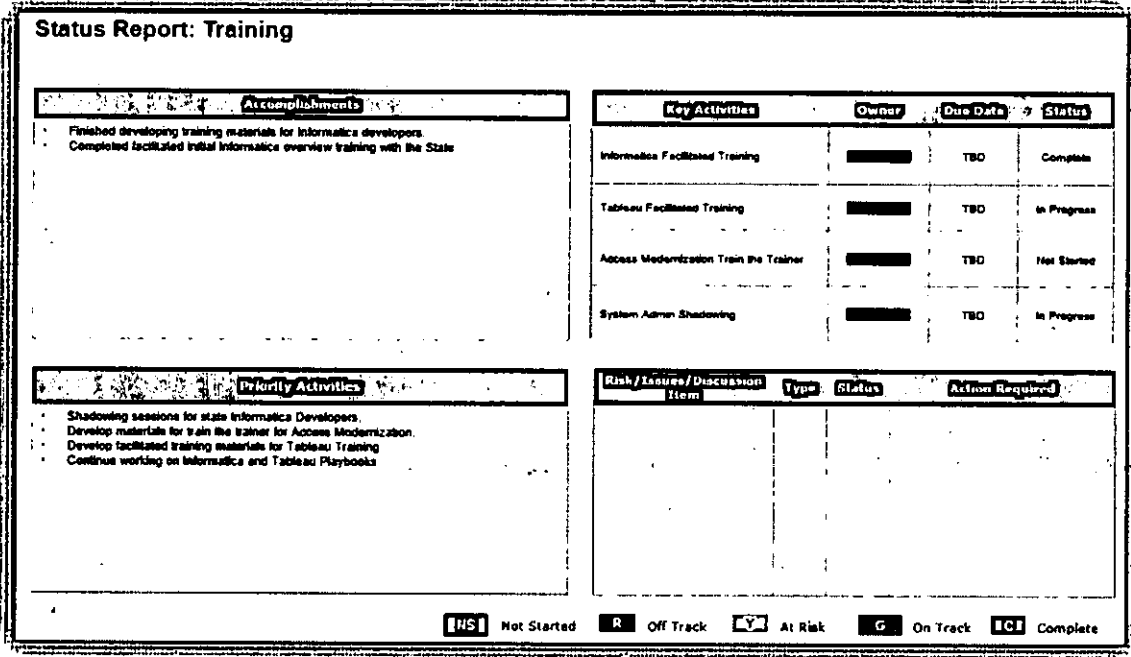 Status Report: Training
Accomplishments
Finished developing training materials for Informatica developers.
Completed facilitated initial Informatica overview training with the State
Key Activities Owner Due Date Status
Informatica Facilitated Training TBD Complete
Tableau Facilitated Training TBD In Progress
Access Modernization Train the Trainer TBD Not Started
System Admin Shadowing TBD In Progress
Priority Activities
Shadowing sessions for state Informatica Developers.
Develop materials for train the trainer for Access Modernization.
Develop facilitated training materials for Tableau Training
Continue working on Informatica and Tableau Playbooks
Risk/Issues/Discussion
Item Type Status Action Required
NS Not Started R Off Track Y At Risk G On Track C Complete